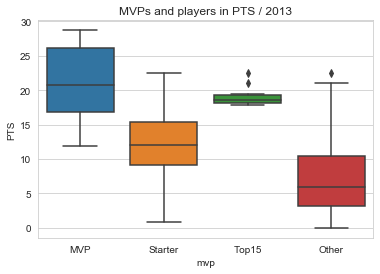 MVPs and players in PTS / 2013
30
25
20
15
10
5
0
PTS
MVP Starter Top15 Other
mvp